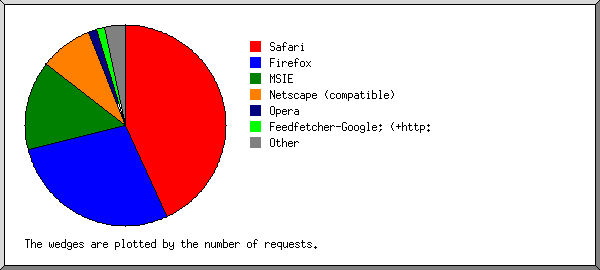 Safari
Firefox
MSIE
Netscape (compatible)
Opera
Feedfetcher-Google; (+http:
Other
The wedges are plotted by the number of requests.